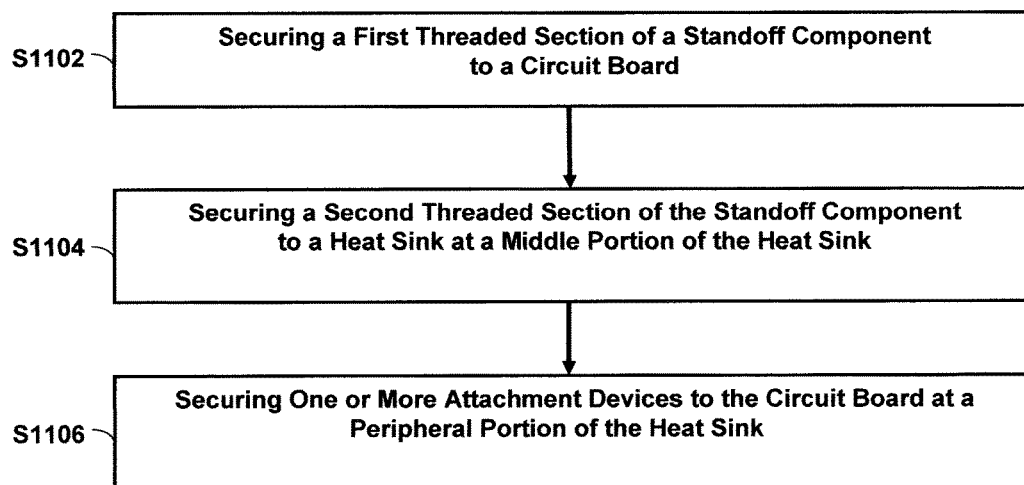 S1102
Securing a First Threaded Section of a Standoff Component
to a Circuit Board
S1104
Securing a Second Threaded Section of the Standoff Component
to a Heat Sink at a Middle Portion of the Heat Sink
S1106
Securing One or More Attachment Devices to the Circuit Board at a
Peripheral Portion of the Heat Sink